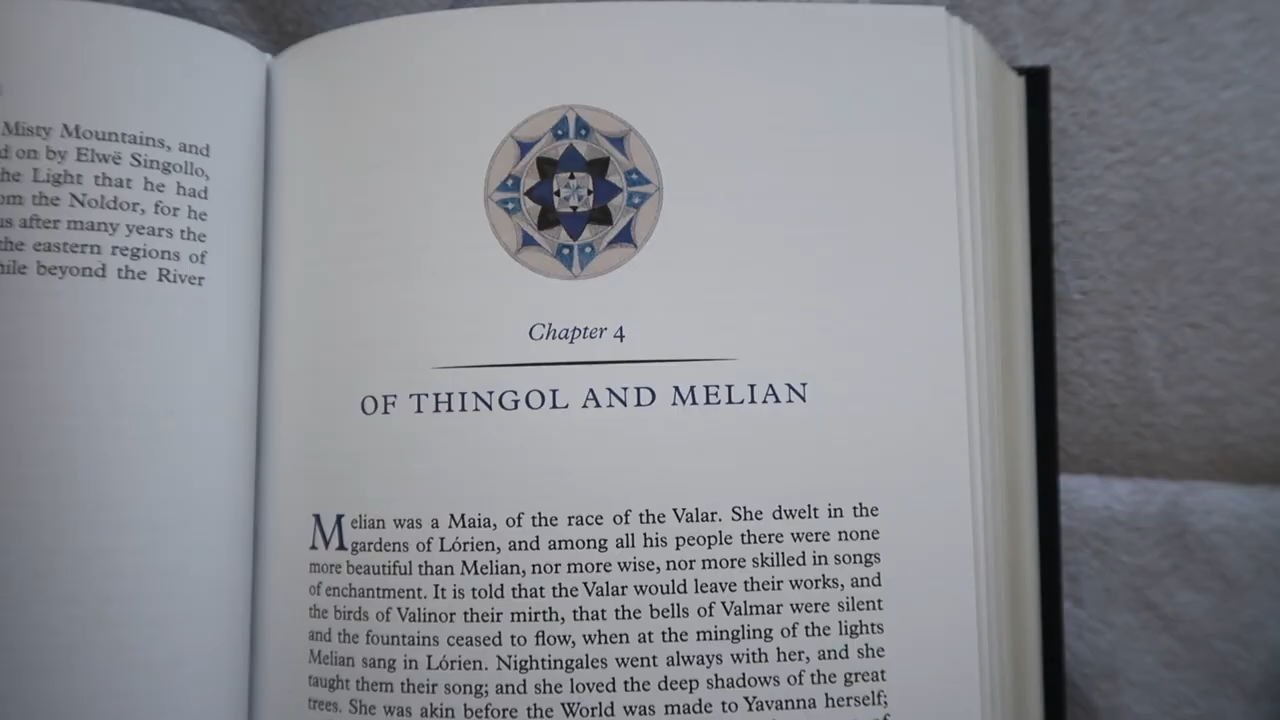 Misty Mountains, and
on by Elwë Singollo,
he Light that he had
om the Noldor, for he
us after many years the
the eastern regions of
hile beyond the River
Chapter 4
OF THINGOL AND MELIAN
Melian was a Maia, of the race of the Valar. She dwelt in the
gardens of Lórien, and among all his people there were none
more beautiful than Melian, nor more wise, nor more skilled in songs
of enchantment. It is told that the Valar would leave their works, and
the birds of Valinor their mirth, that the bells of Valmar were silent
and the fountains ceased to flow, when at the mingling of the lights
Melian sang in Lórien. Nightingales went always with her, and she
taught them their song; and she loved the deep shadows of the great
trees. She was akin before the World was made to Yavanna herself;